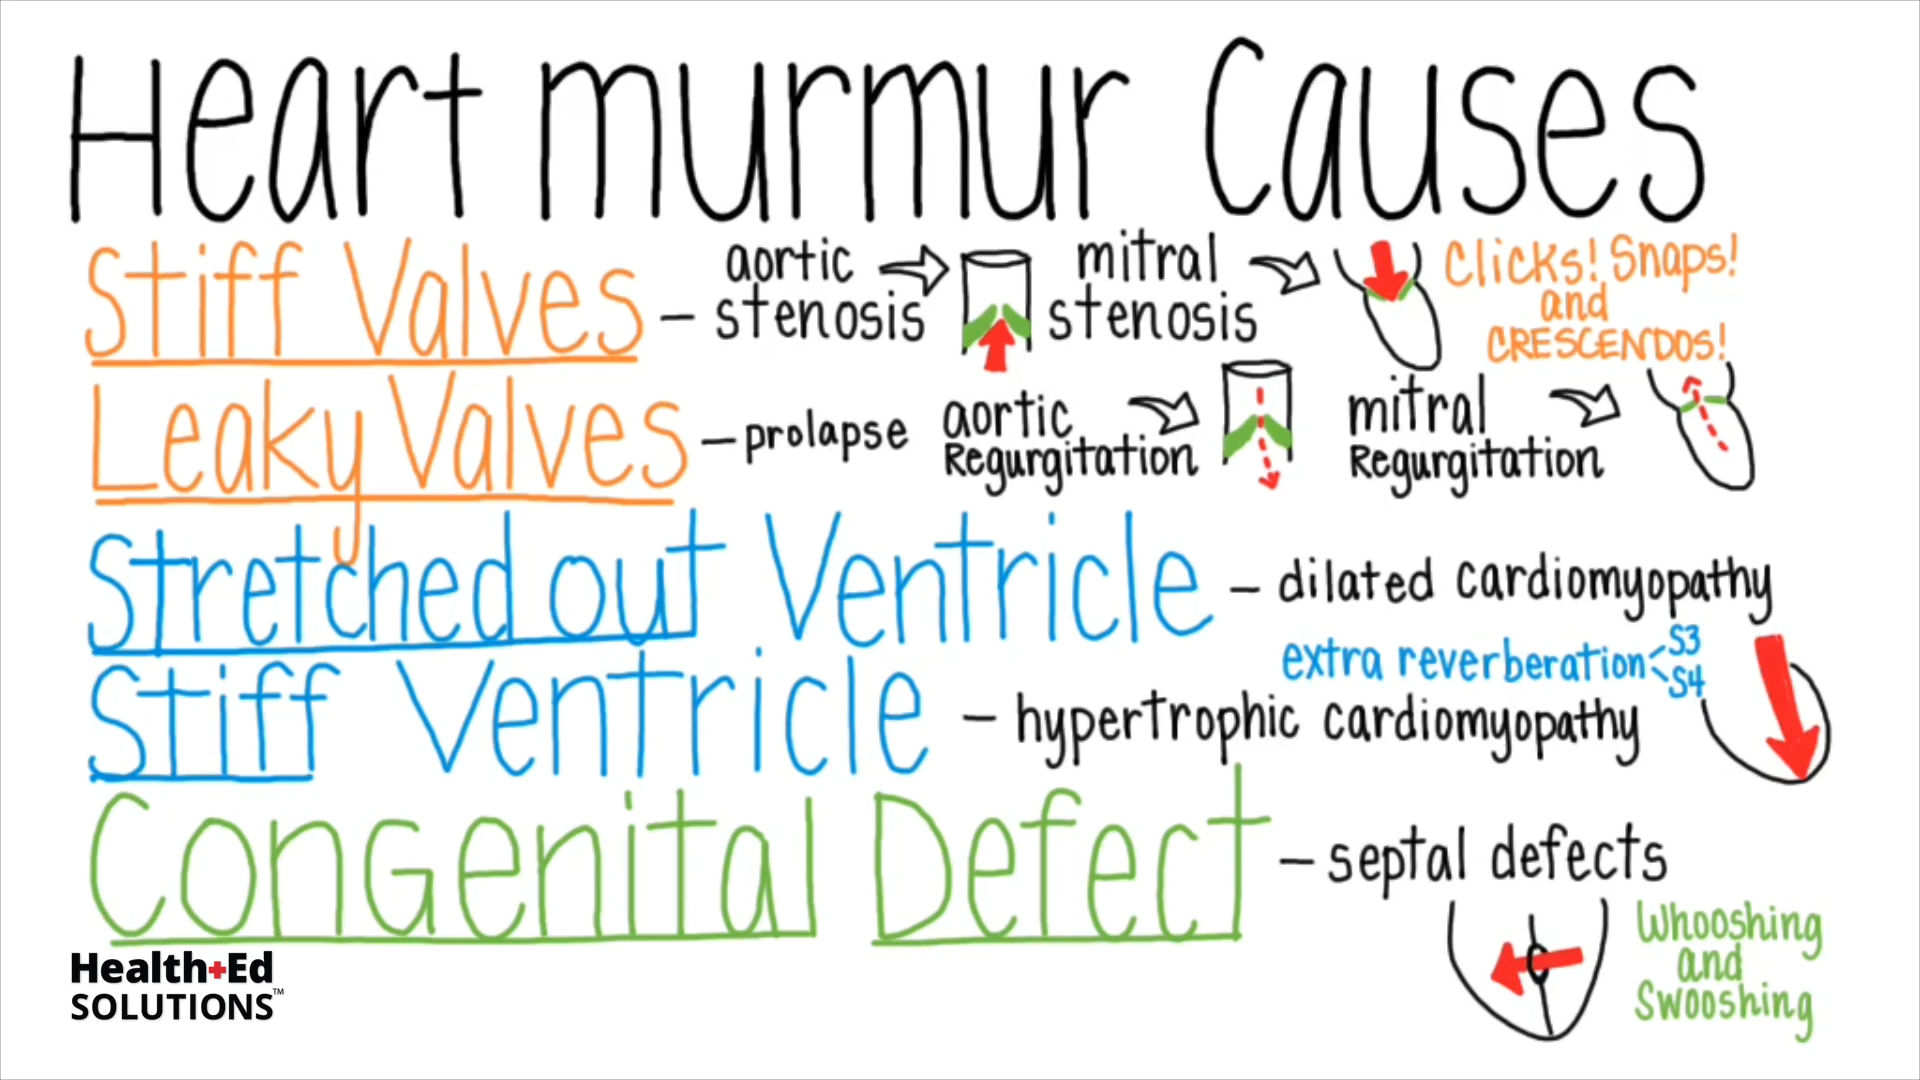 Heart murmur Causes
Stiff Valves – aortic stenosis mitral stenosis Clicks! Snaps! and CRESCENDOS!
Leaky Valves – prolapse aortic Regurgitation mitral Regurgitation
Stretched out Ventricle – dilated cardiomyopathy
extra reverberation S3 S4
Stiff Ventricle – hypertrophic cardiomyopathy
Congenital Defect – septal defects
Whooshing
and
Swooshing
Health+Ed
SOLUTIONS™